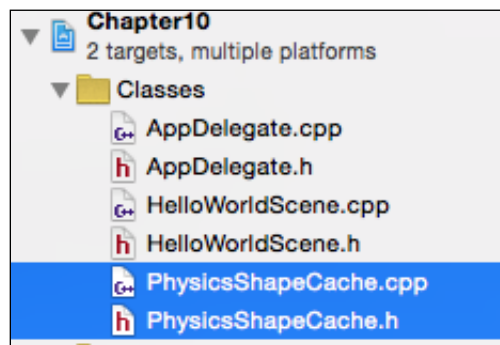 Chapter10
2 targets, multiple platforms
Classes
AppDelegate.cpp
AppDelegate.h
HelloWorldScene.cpp
HelloWorldScene.h
PhysicsShapeCache.cpp
PhysicsShapeCache.h